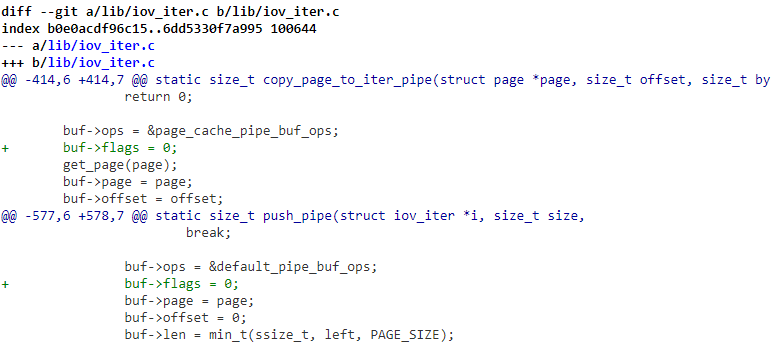 diff --git a/lib/iov_iter.c b/lib/iov_iter.c
index b0e0acdf96c15..6dd5330f7a995 100644
--- a/lib/iov_iter.c
+++ b/lib/iov_iter.c
@@ -414,6 +414,7 @@ static size_t copy_page_to_iter_pipe(struct page *page, size_t offset, size_t by
                return 0;

        buf->ops = &page_cache_pipe_buf_ops;
+       buf->flags = 0;
        get_page(page);
        buf->page = page;
        buf->offset = offset;
@@ -577,6 +578,7 @@ static size_t push_pipe(struct iov_iter *i, size_t size,
                        break;

                buf->ops = &default_pipe_buf_ops;
+               buf->flags = 0;
                buf->page = page;
                buf->offset = 0;
                buf->len = min_t(ssize_t, left, PAGE_SIZE);